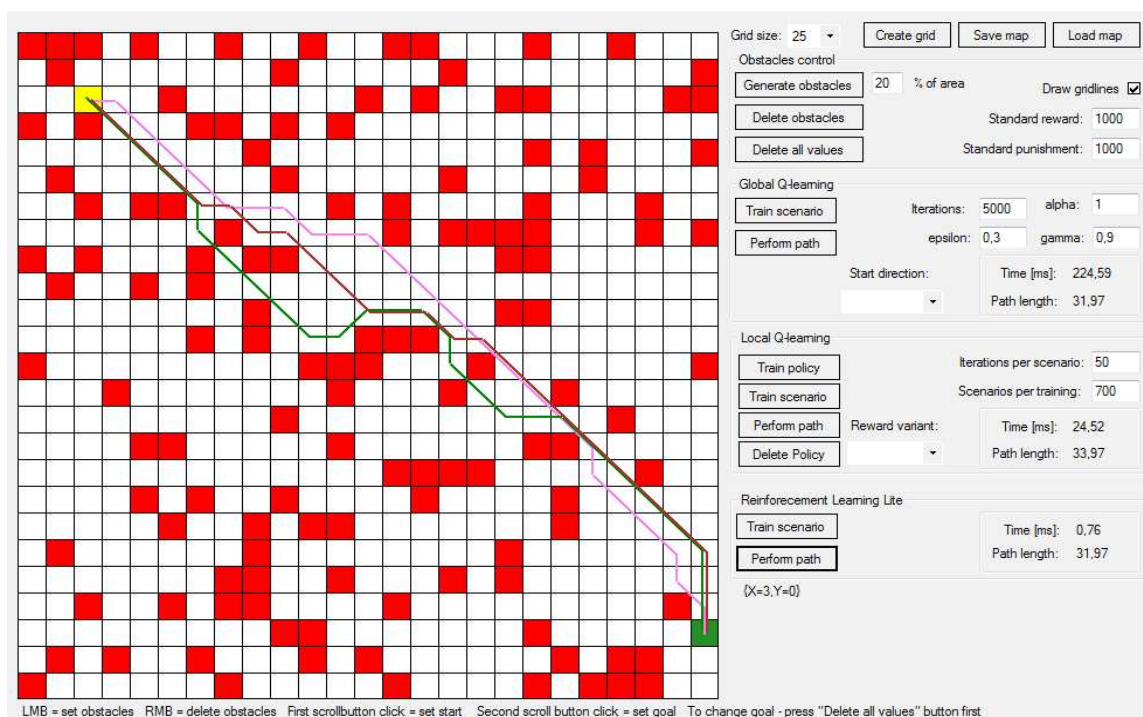 Grid size: 25 Create grid Save map Load map
Obstacles control
Generate obstacles 20 % of area Draw gridlines
Delete obstacles Standard reward: 1000
Delete all values Standard punishment: 1000
Global Q-learning
Train scenario Iterations: 5000 alpha: 1
Perform path epsilon: 0,3 gamma: 0,9
Start direction: Time [ms]: 224,59
Path length: 31,97
Local Q-learning
Train policy Iterations per scenario: 50
Train scenario Scenarios per training: 700
Perform path Reward variant: Time [ms]: 24,52
Delete Policy Path length: 33,97
Reinforecement Learning Lite
Train scenario Time [ms]: 0,76
Perform path Path length: 31,97
{X=3,Y=0}
LMB = set obstacles RMB = delete obstacles First scrollbutton click = set start Second scroll button click = set goal To change goal - press "Delete all values" button first